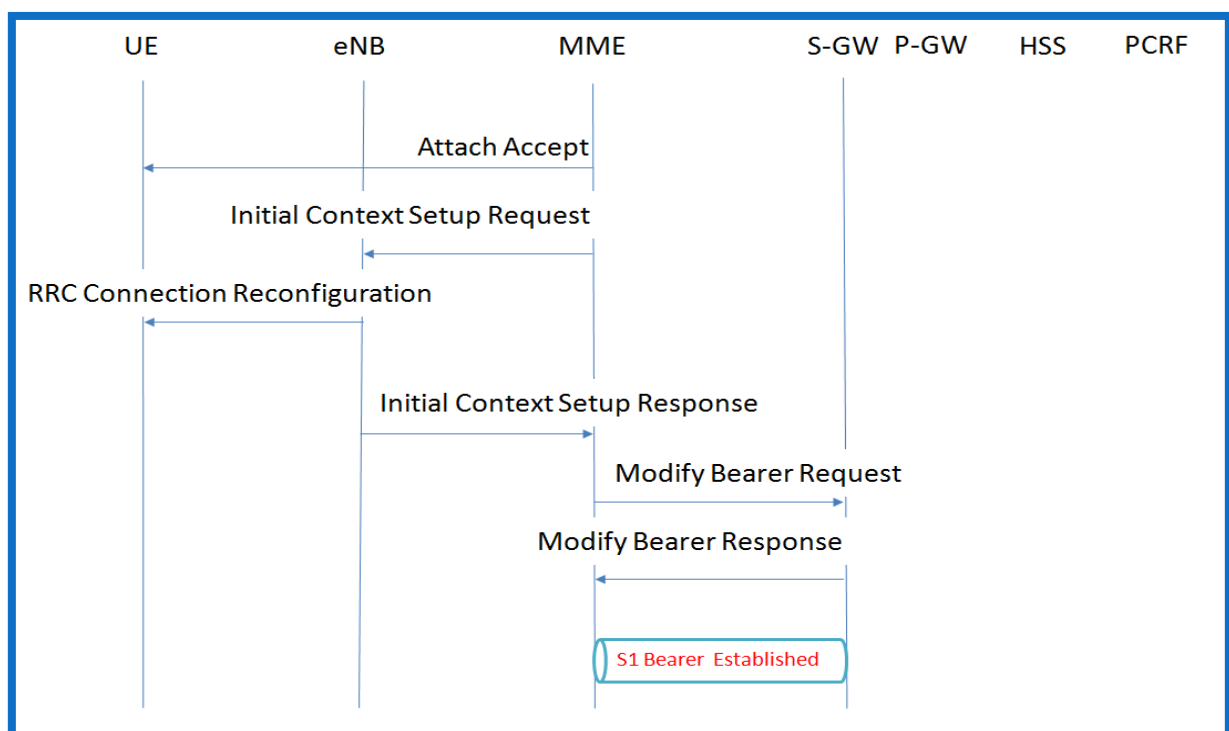 UE eNB MME S-GW P-GW HSS PCRF
Attach Accept
Initial Context Setup Request
RRC Connection Reconfiguration
Initial Context Setup Response
Modify Bearer Request
Modify Bearer Response
S1 Bearer Established